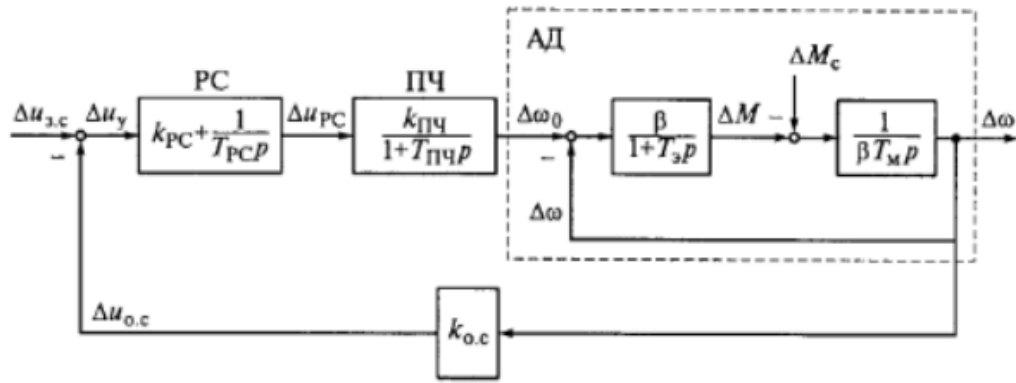 АД
РС
ПЧ
ΔM_c
Δu_з.с
Δu_у
k_РС + 1/(T_РС p)
Δu_РС
k_ПЧ/(1+T_ПЧ p)
Δω₀
β/(1+T_э p)
ΔM
–
1/(β T_м p)
Δω
–
–
Δω
Δu_о.с
k_о.с